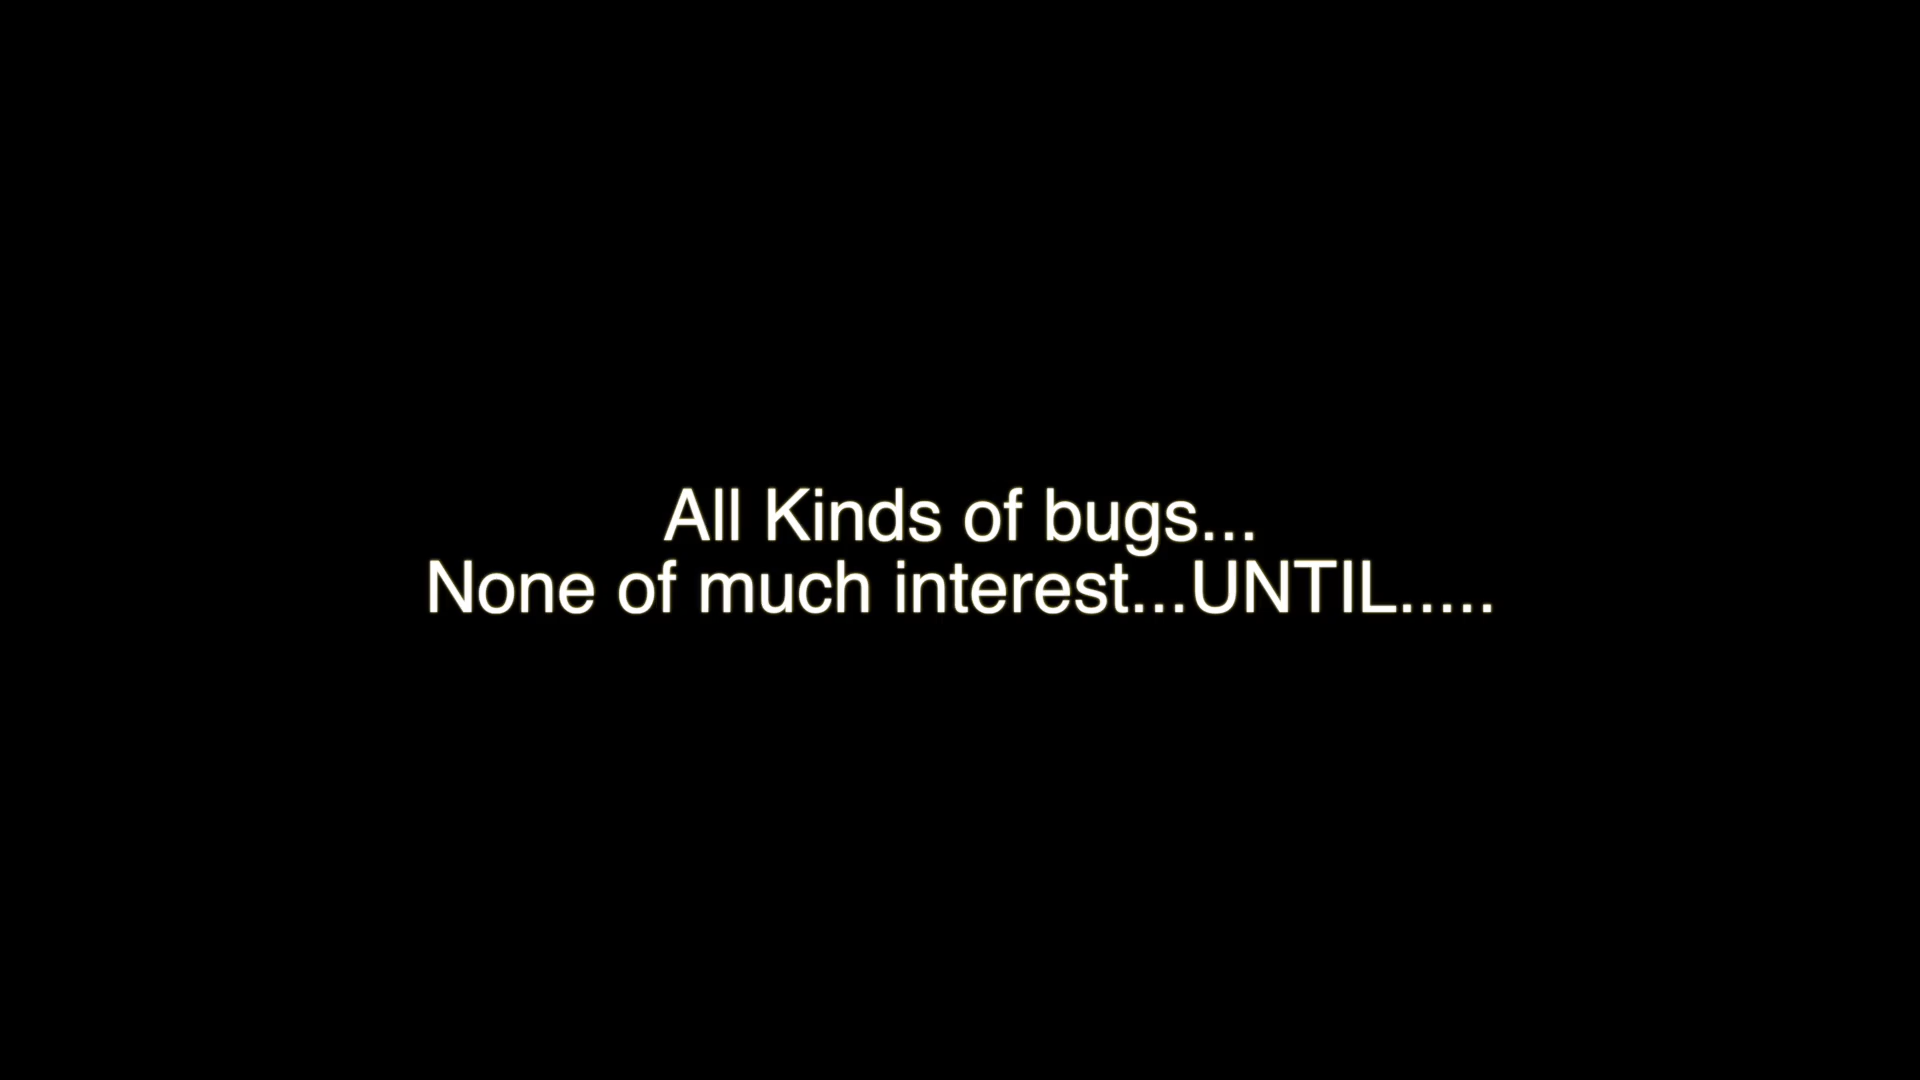 All Kinds of bugs...
None of much interest...UNTIL.....